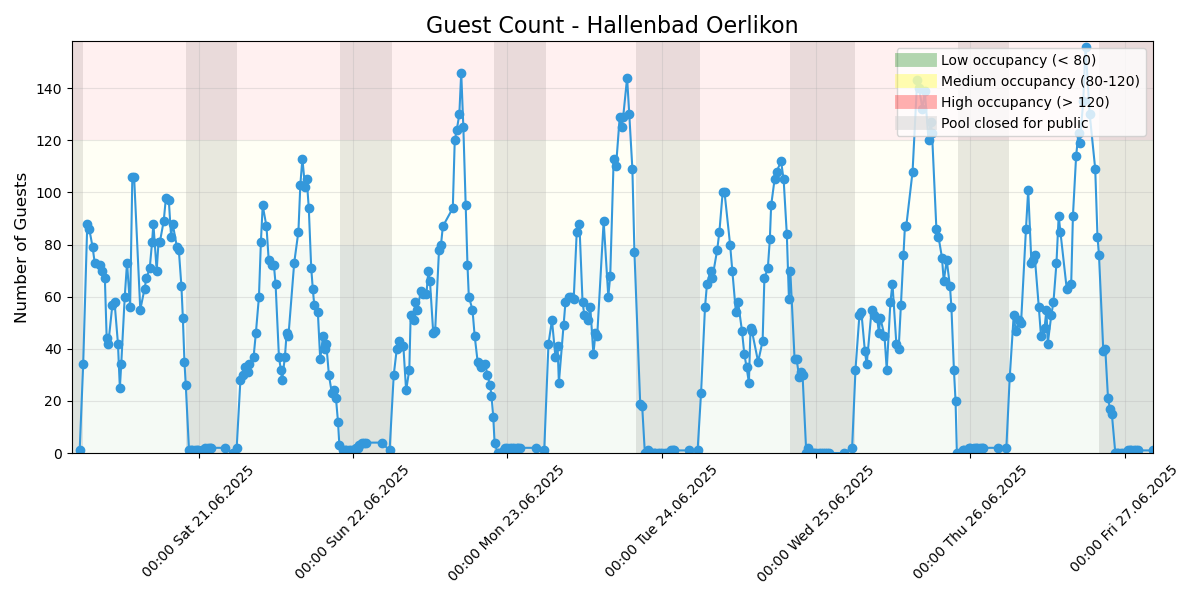 Guest Count - Hallenbad Oerlikon
Number of Guests
140
120
100
80
60
40
20
0
Low occupancy (< 80)
Medium occupancy (80-120)
High occupancy (> 120)
Pool closed for public
00:00 Sat 21.06.2025
00:00 Sun 22.06.2025
00:00 Mon 23.06.2025
00:00 Tue 24.06.2025
00:00 Wed 25.06.2025
00:00 Thu 26.06.2025
00:00 Fri 27.06.2025